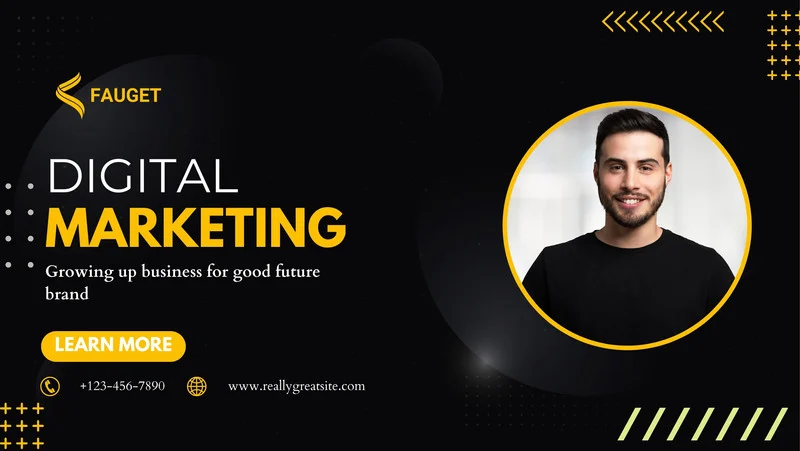 FAUGET
DIGITAL
MARKETING
Growing up business for good future
brand
LEARN MORE
+123-456-7890
www.reallygreatsite.com